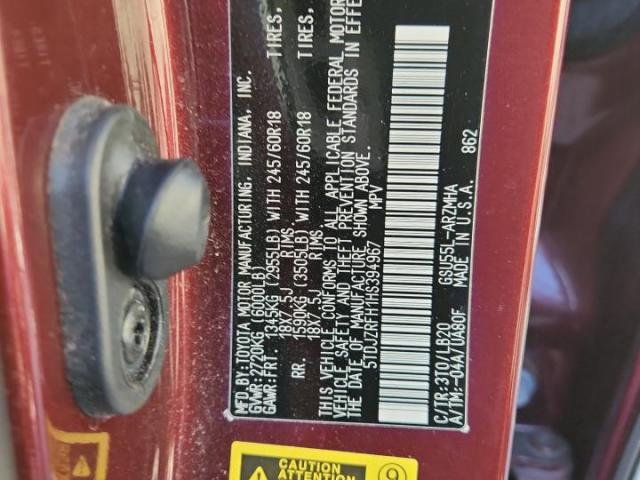 MFD.BY:TOYOTA MOTOR MANUFACTURING, INDIANA, INC.
GVWR:2720KG(6000LB)
GAWR:FRT. 1345KG (2955LB) WITH 245/60R18 TIRES,
18X7.5J RIMS,
RR. 1590KG (3505LB) WITH 245/60R18 TIRES,
18X7.5J RIMS,
THIS VEHICLE CONFORMS TO ALL APPLICABLE FEDERAL MOTOR
VEHICLE SAFETY AND THEFT PREVENTION STANDARDS IN EFFE
ON THE DATE OF MANUFACTURE SHOWN ABOVE.
5TDJZRFH1HS394967 MPV
C/TR:3T0/LB20 GSU55L-ARZMHA
A/TM:-04A/UA80F MADE IN U.S.A. 862
CAUTION
ATTENTION